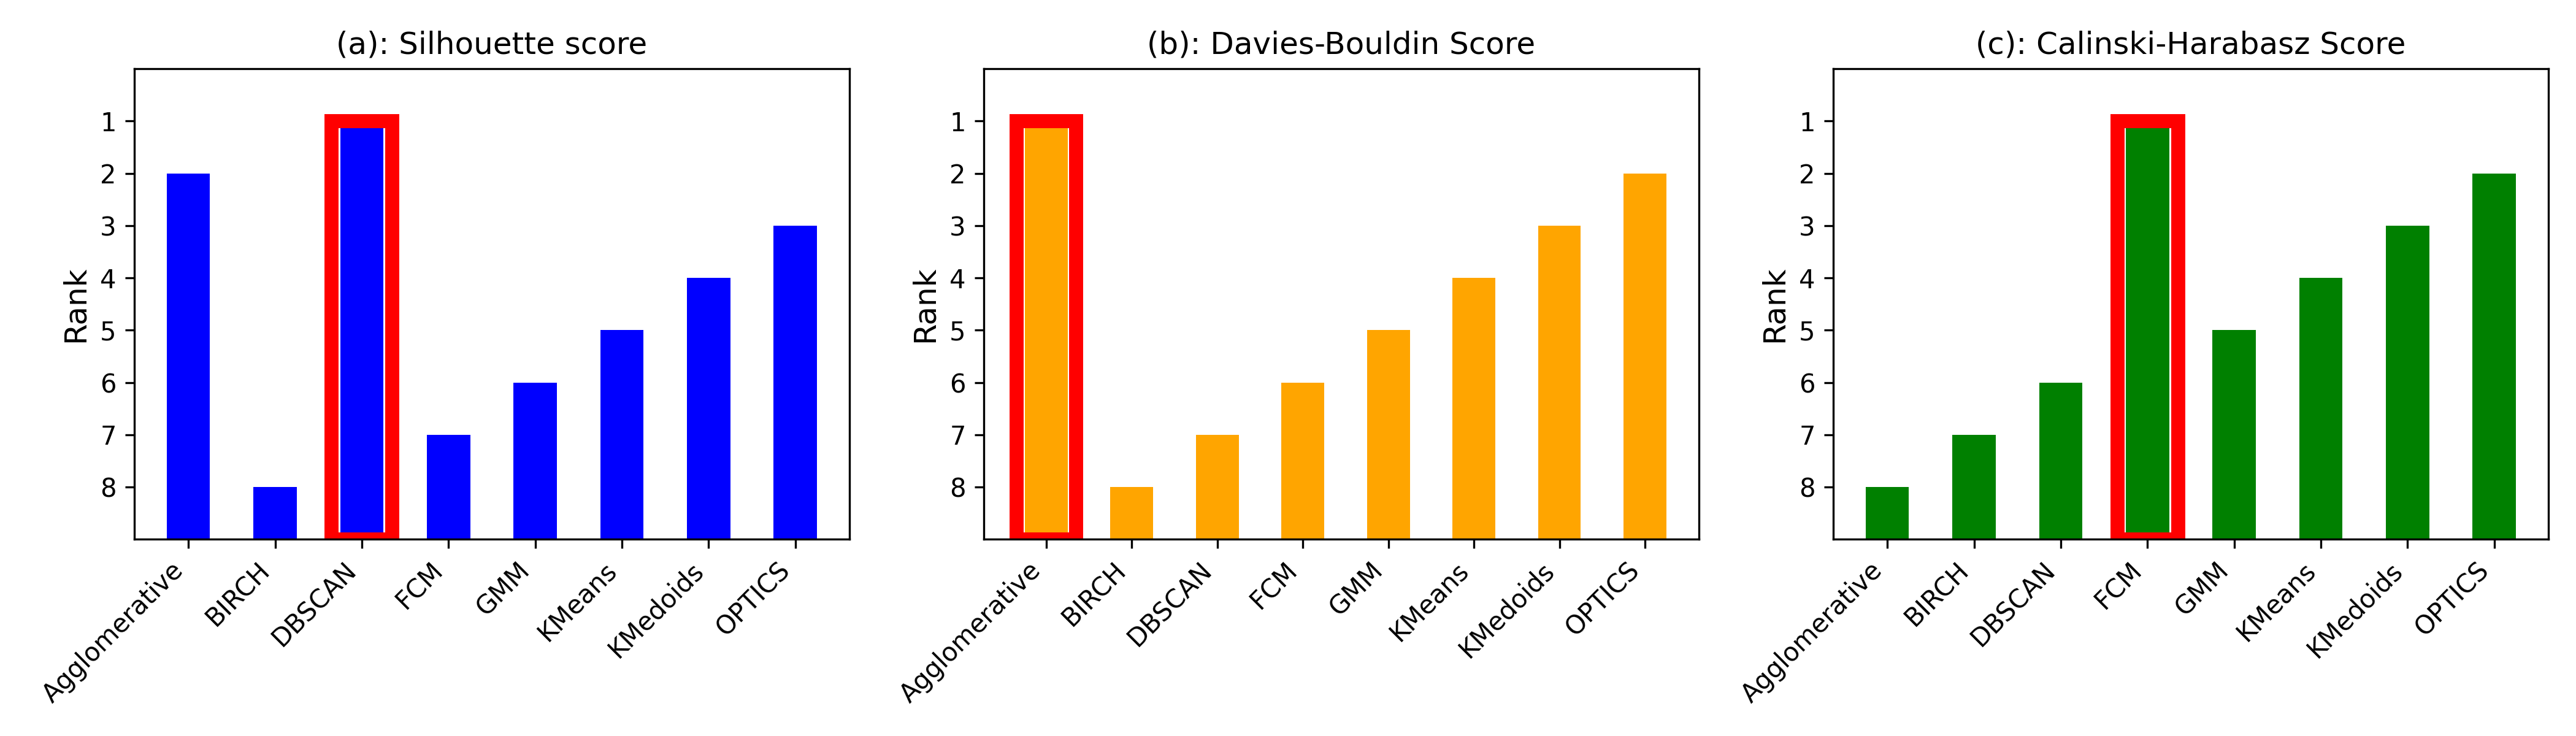 (a): Silhouette score
Rank
1
2
3
4
5
6
7
8
Agglomerative
BIRCH
DBSCAN
FCM
GMM
KMeans
KMedoids
OPTICS
(b): Davies-Bouldin Score
Rank
1
2
3
4
5
6
7
8
Agglomerative
BIRCH
DBSCAN
FCM
GMM
KMeans
KMedoids
OPTICS
(c): Calinski-Harabasz Score
Rank
1
2
3
4
5
6
7
8
Agglomerative
BIRCH
DBSCAN
FCM
GMM
KMeans
KMedoids
OPTICS